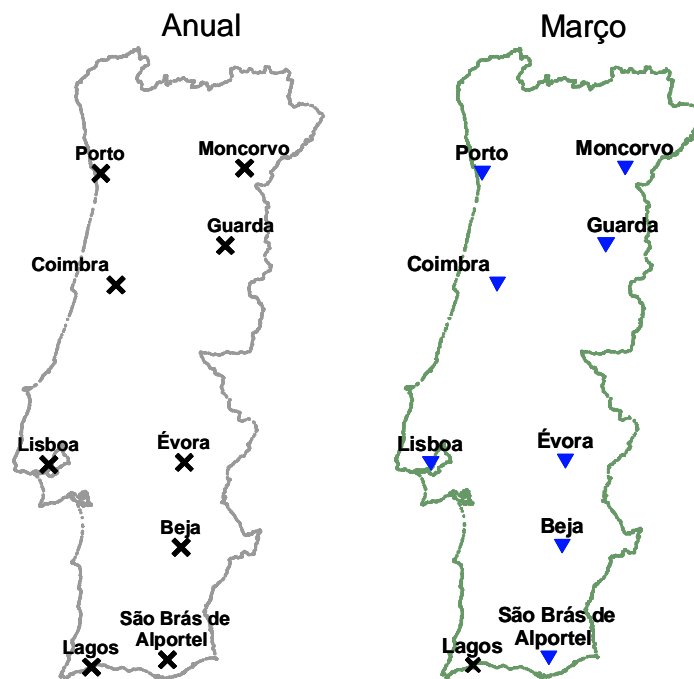 Anual
Porto
Moncorvo
Guarda
Coimbra
Lisboa
Évora
Beja
São Brás de
Alportel
Lagos
Março
Porto
Moncorvo
Guarda
Coimbra
Lisboa
Évora
Beja
São Brás de
Alportel
Lagos